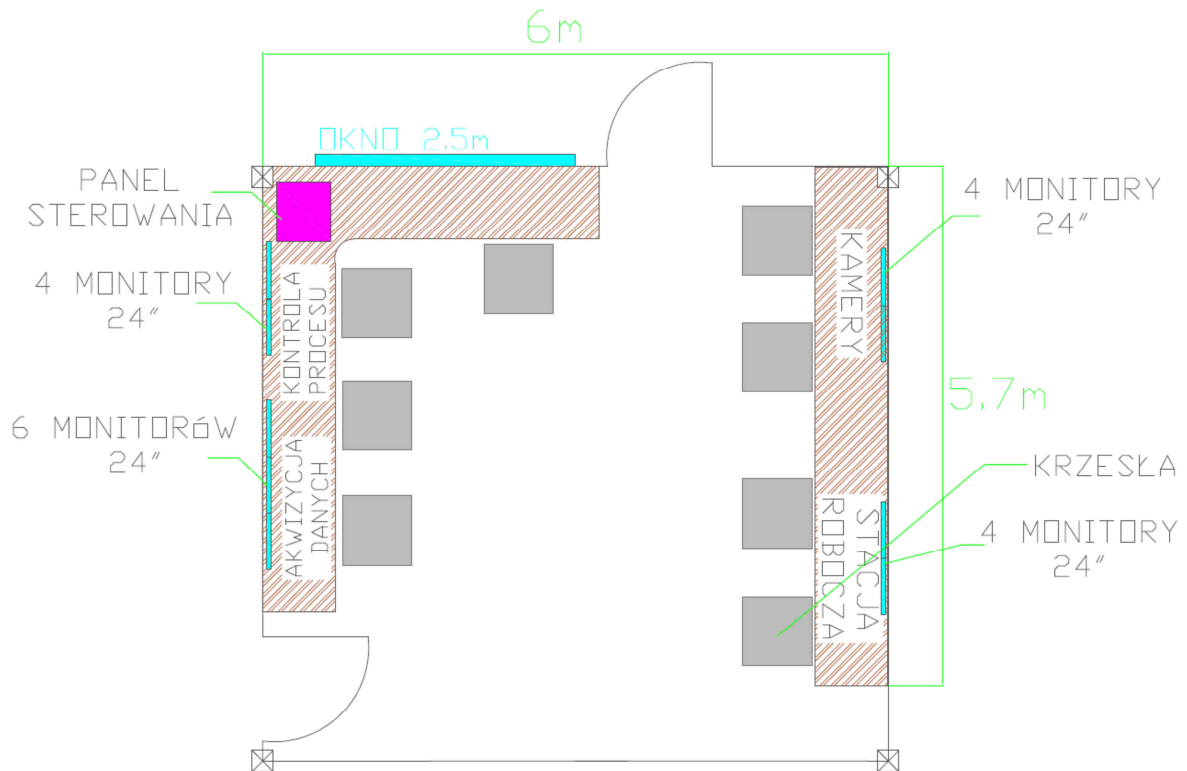 6m
OKNO 2.5m
PANEL
STEROWANIA
4 MONITORY
24"
4 MONITORY
24"
KONTROLA
PROCESU
KAMERY
5,7m
6 MONITORÓW
24"
AKWIZYCJA
DANYCH
KRZESŁA
STACJA
ROBOCZA
4 MONITORY
24"